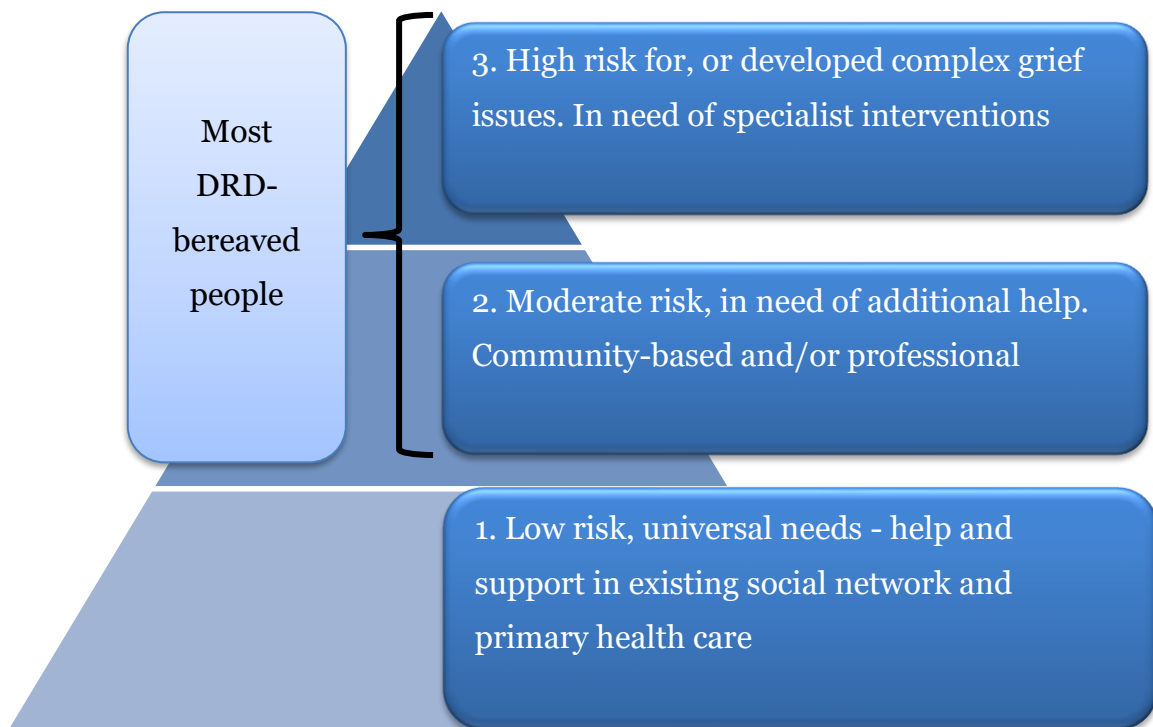 Most
DRD-
bereaved
people
3. High risk for, or developed complex grief
issues. In need of specialist interventions
2. Moderate risk, in need of additional help.
Community-based and/or professional
1. Low risk, universal needs - help and
support in existing social network and
primary health care